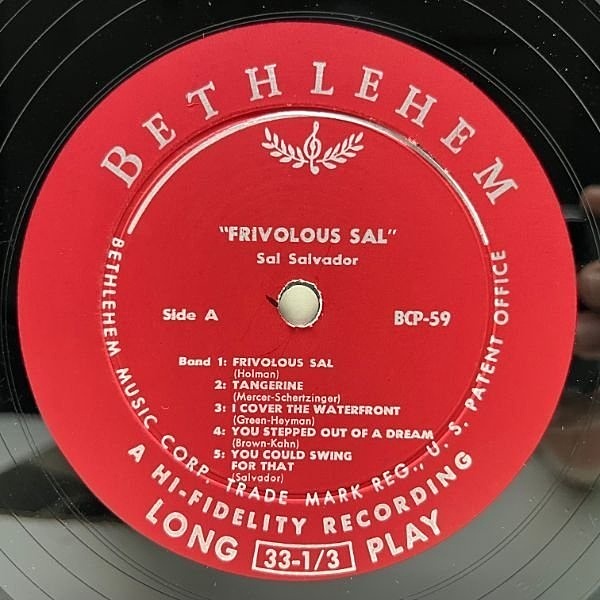 BETHLEHEM
"FRIVOLOUS SAL"
Sal Salvador
Side A
BCP-59
Band 1: FRIVOLOUS SAL
(Holman)
2: TANGERINE
(Mercer-Schertzinger)
3: I COVER THE WATERFRONT
(Green-Heyman)
4: YOU STEPPED OUT OF A DREAM
(Brown-Kahn)
5: YOU COULD SWING
FOR THAT
(Salvador)
BETHLEHEM MUSIC CORP. TRADE MARK REG., U. S. PATENT OFFICE
A HI-FIDELITY RECORDING
LONG 33-1/3 PLAY